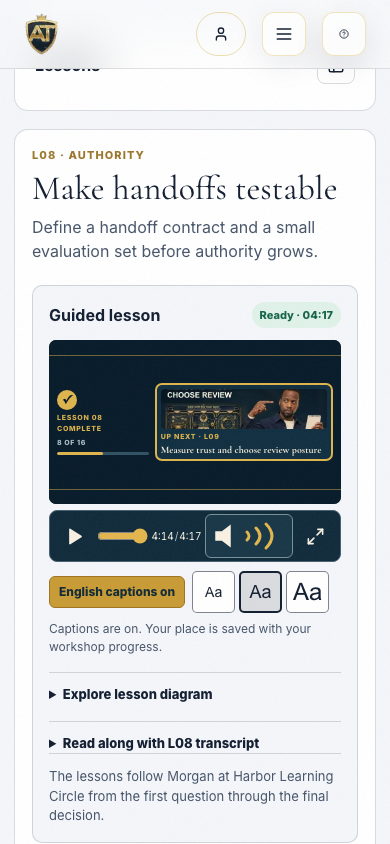 AT
Lessons
L08 · AUTHORITY
Make handoffs testable
Define a handoff contract and a small
evaluation set before authority grows.
Guided lesson
Ready · 04:17
LESSON 08
COMPLETE
8 OF 16
CHOOSE REVIEW
UP NEXT · L09
Measure trust and choose review posture
4:14/4:17
English captions on
Aa
Aa
Aa
Captions are on. Your place is saved with your
workshop progress.
Explore lesson diagram
Read along with L08 transcript
The lessons follow Morgan at Harbor Learning
Circle from the first question through the final
decision.